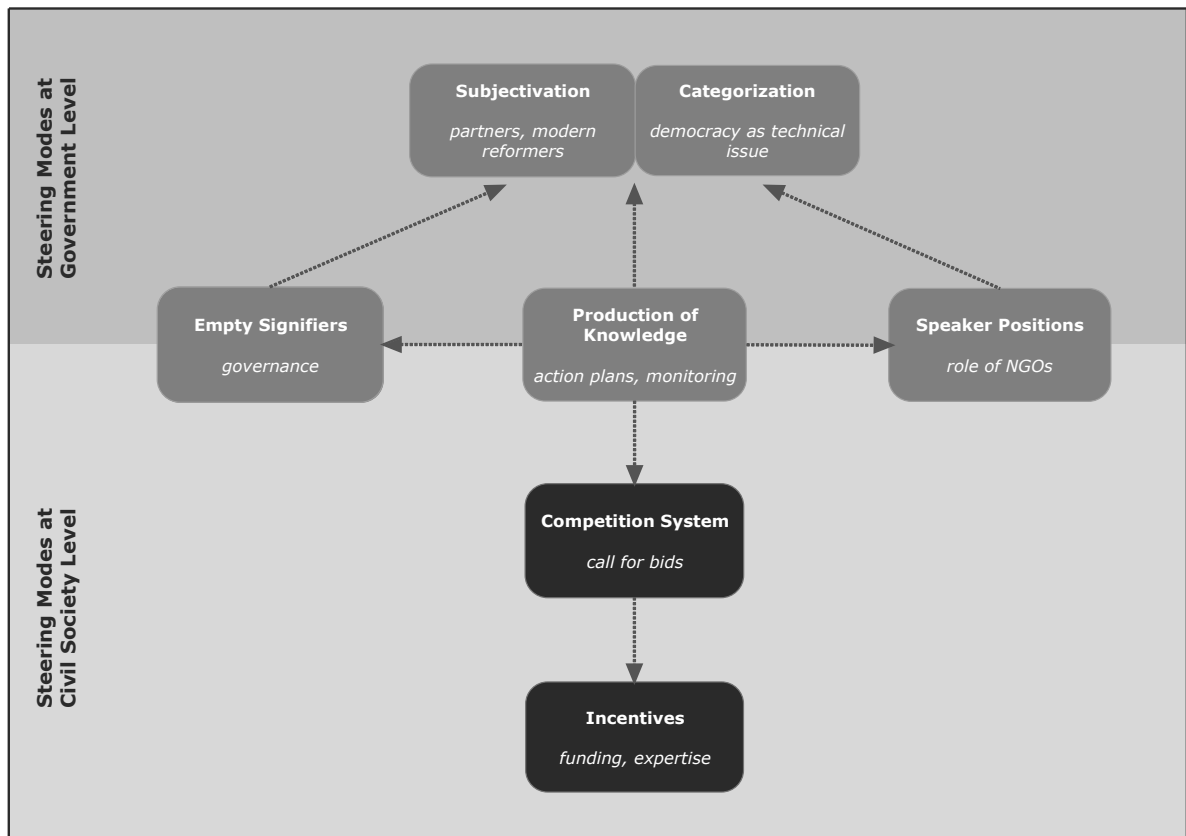 Steering Modes at
Government Level
Subjectivation
partners, modern
reformers
Categorization
democracy as technical
issue
Empty Signifiers
governance
Production of
Knowledge
action plans, monitoring
Speaker Positions
role of NGOs
Steering Modes at
Civil Society Level
Competition System
call for bids
Incentives
funding, expertise